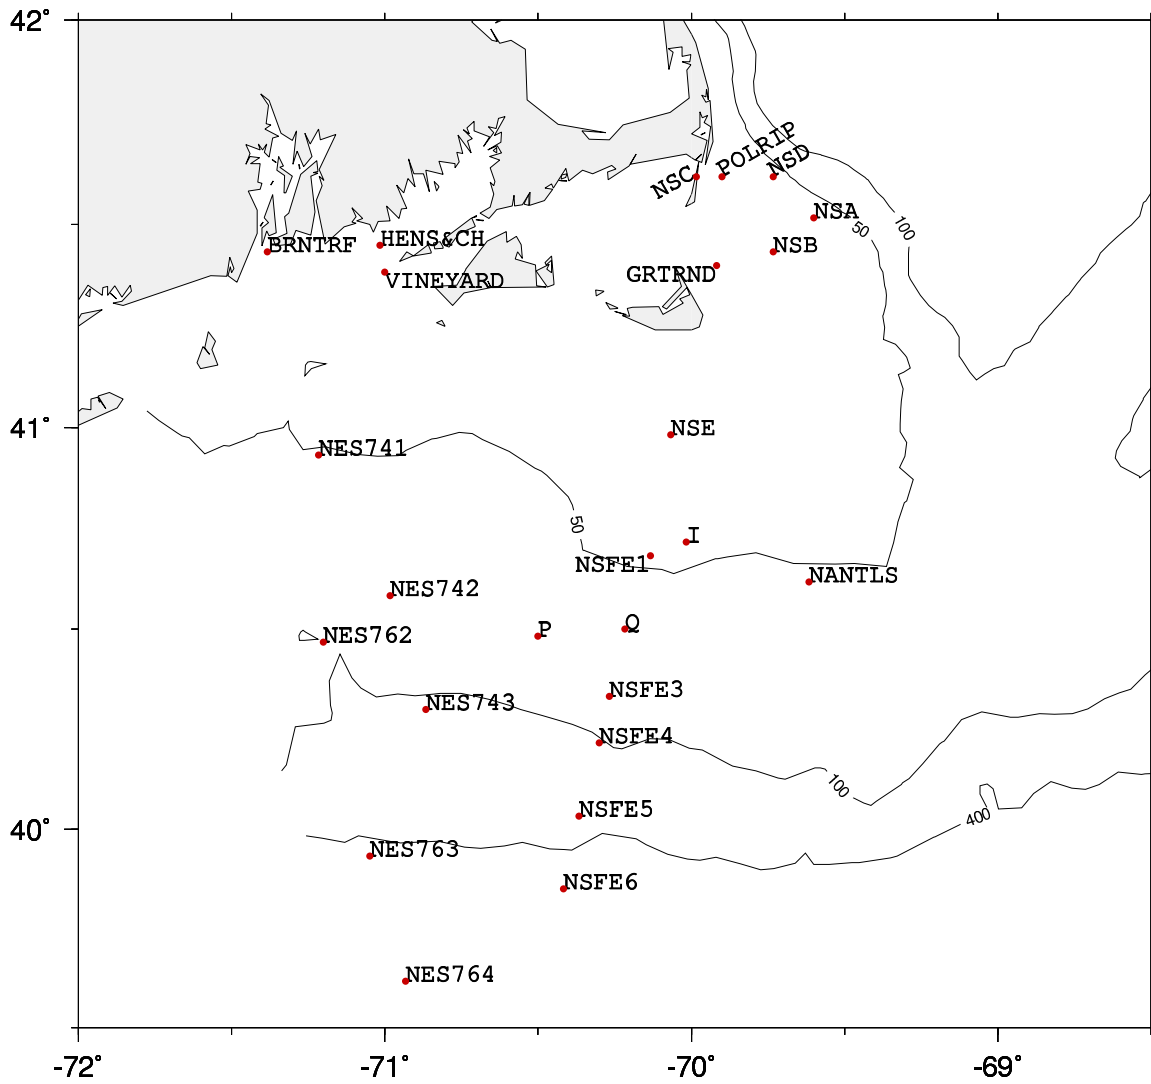 42°
POLRIP
NSD
NSC
NSA
100
50
BRNTRF
HENS&CH
NSB
VINEYARD
GRTRND
41°
NES741
NSE
50
I
NSFE1
NANTLS
NES742
P
Q
NES762
NSFE3
NES743
NSFE4
100
NSFE5
400
40°
NES763
NSFE6
NES764
-72°
-71°
-70°
-69°